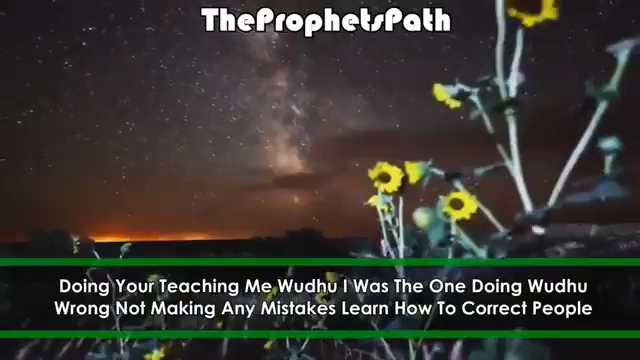 TheProphetsPath
Doing Your Teaching Me Wudhu I Was The One Doing Wudhu
Wrong Not Making Any Mistakes Learn How To Correct People